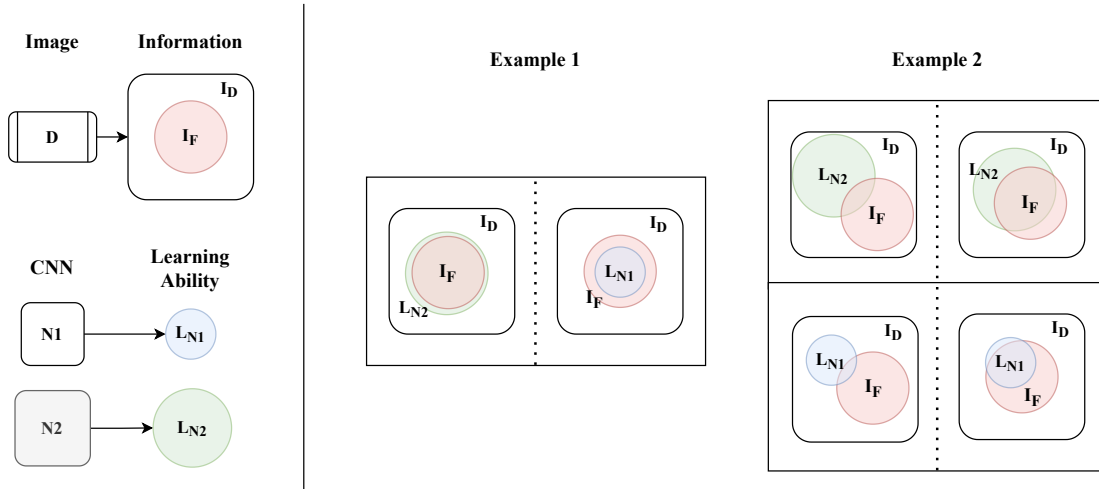 Image
Information
D
I_D
I_F
CNN
Learning
Ability
N1
L_N1
N2
L_N2
Example 1
I_D
I_F
L_N2
I_D
L_N1
I_F
Example 2
I_D
L_N2
I_F
I_D
L_N2
I_F
I_D
L_N1
I_F
I_D
L_N1
I_F